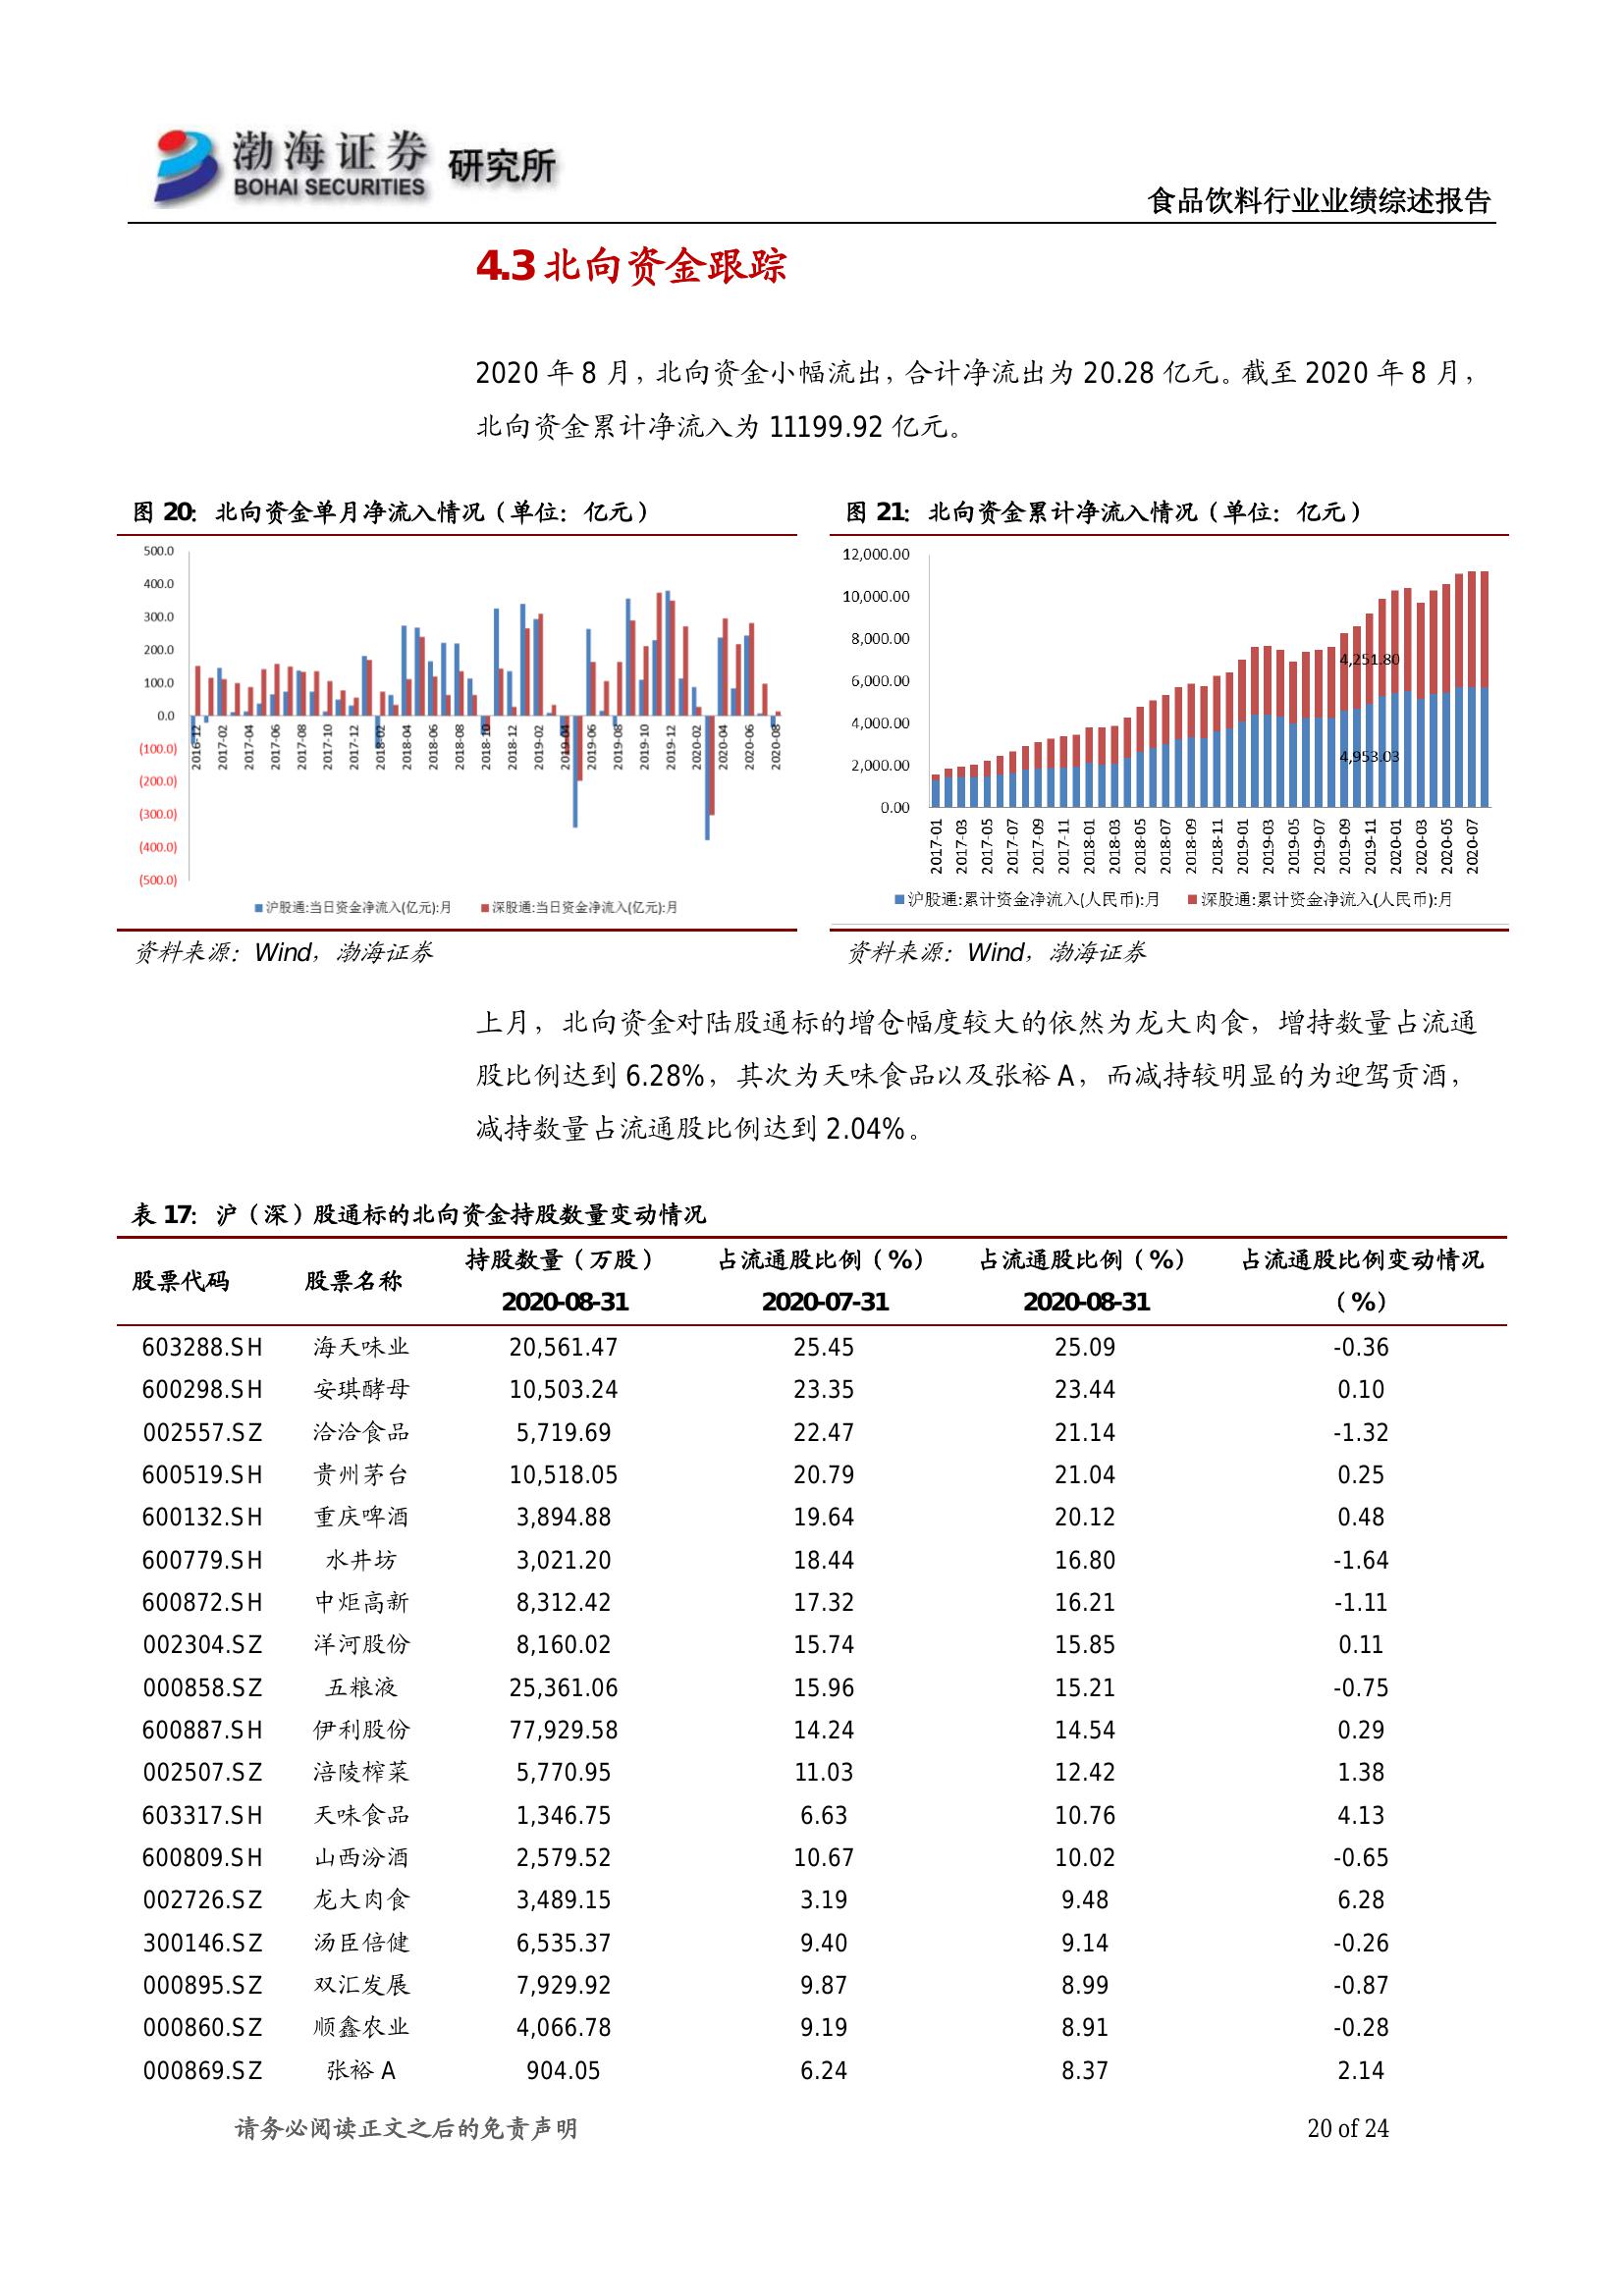 渤海证券 研究所
BOHAI SECURITIES
食品饮料行业业绩综述报告
4.3 北向资金跟踪
2020 年 8 月，北向资金小幅流出，合计净流出为 20.28 亿元。截至 2020 年 8 月，
北向资金累计净流入为 11199.92 亿元。
图 20：北向资金单月净流入情况（单位：亿元）
500.0
400.0
300.0
200.0
100.0
0.0
(100.0)
(200.0)
(300.0)
(400.0)
(500.0)
2016-12 2017-02 2017-04 2017-06 2017-08 2017-10 2017-12 2018-02 2018-04 2018-06 2018-08 2018-10 2018-12 2019-02 2019-04 2019-06 2019-08 2019-10 2019-12 2020-02 2020-04 2020-06 2020-08
沪股通:当日资金净流入(亿元):月 深股通:当日资金净流入(亿元):月
资料来源：Wind，渤海证券
图 21：北向资金累计净流入情况（单位：亿元）
12,000.00
10,000.00
8,000.00
6,000.00
4,000.00
2,000.00
0.00
4,251.80
4,953.03
2017-01 2017-03 2017-05 2017-07 2017-09 2017-11 2018-01 2018-03 2018-05 2018-07 2018-09 2018-11 2019-01 2019-03 2019-05 2019-07 2019-09 2019-11 2020-01 2020-03 2020-05 2020-07
沪股通:累计资金净流入(人民币):月 深股通:累计资金净流入(人民币):月
资料来源：Wind，渤海证券
上月，北向资金对陆股通标的增仓幅度较大的依然为龙大肉食，增持数量占流通
股比例达到 6.28%，其次为天味食品以及张裕 A，而减持较明显的为迎驾贡酒，
减持数量占流通股比例达到 2.04%。
表 17：沪（深）股通标的北向资金持股数量变动情况
股票代码 股票名称 持股数量（万股） 占流通股比例（%） 占流通股比例（%） 占流通股比例变动情况
2020-08-31 2020-07-31 2020-08-31 （%）
603288.SH 海天味业 20,561.47 25.45 25.09 -0.36
600298.SH 安琪酵母 10,503.24 23.35 23.44 0.10
002557.SZ 洽洽食品 5,719.69 22.47 21.14 -1.32
600519.SH 贵州茅台 10,518.05 20.79 21.04 0.25
600132.SH 重庆啤酒 3,894.88 19.64 20.12 0.48
600779.SH 水井坊 3,021.20 18.44 16.80 -1.64
600872.SH 中炬高新 8,312.42 17.32 16.21 -1.11
002304.SZ 洋河股份 8,160.02 15.74 15.85 0.11
000858.SZ 五粮液 25,361.06 15.96 15.21 -0.75
600887.SH 伊利股份 77,929.58 14.24 14.54 0.29
002507.SZ 涪陵榨菜 5,770.95 11.03 12.42 1.38
603317.SH 天味食品 1,346.75 6.63 10.76 4.13
600809.SH 山西汾酒 2,579.52 10.67 10.02 -0.65
002726.SZ 龙大肉食 3,489.15 3.19 9.48 6.28
300146.SZ 汤臣倍健 6,535.37 9.40 9.14 -0.26
000895.SZ 双汇发展 7,929.92 9.87 8.99 -0.87
000860.SZ 顺鑫农业 4,066.78 9.19 8.91 -0.28
000869.SZ 张裕 A 904.05 6.24 8.37 2.14
请务必阅读正文之后的免责声明 20 of 24